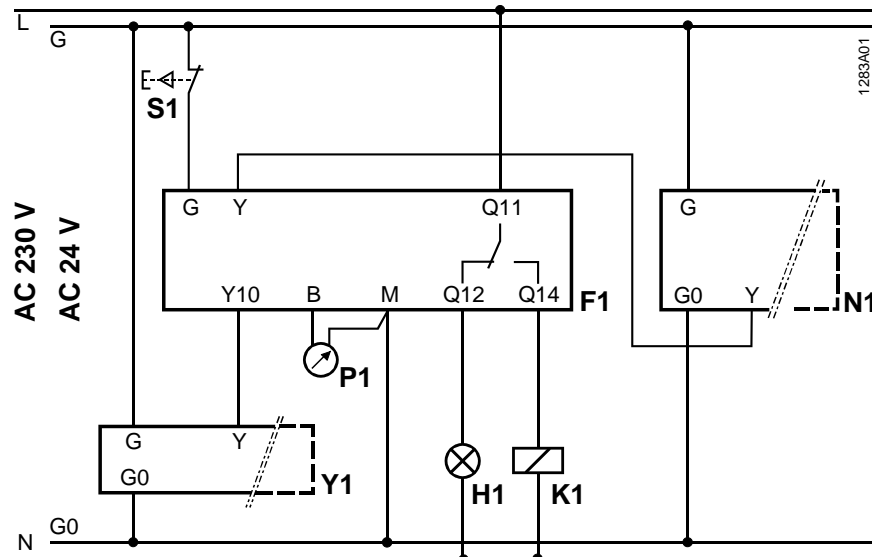 L
G
1283A01
S1
AC 230 V
AC 24 V
G Y Q11
G
Y10 B M Q12 Q14
F1
G0 Y
N1
P1
G Y
G0
Y1
H1 K1
G0
N